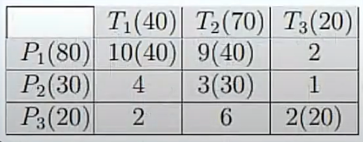 T₁(40) T₂(70) T₃(20)
P₁(80) 10(40) 9(40) 2
P₂(30) 4 3(30) 1
P₃(20) 2 6 2(20)